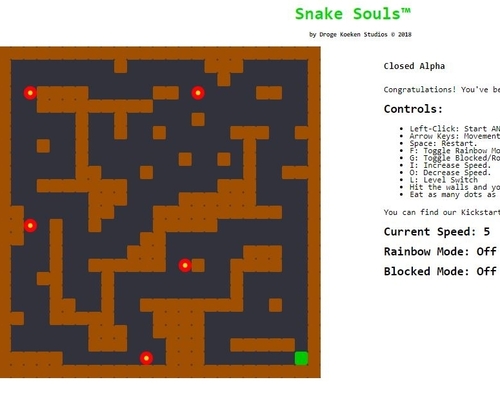 Snake Souls™
by Droge Koeken Studios © 2018
Closed Alpha
Congratulations! You've be
Controls:
• Left-Click: Start AN
• Arrow Keys: Movement
• Space: Restart.
• F: Toggle Rainbow Mo
• G: Toggle Blocked/Ro
• I: Increase Speed.
• O: Decrease Speed.
• L: Level Switch
• Hit the walls and yo
• Eat as many dots as
You can find our Kickstart
Current Speed: 5
Rainbow Mode: Off
Blocked Mode: Off